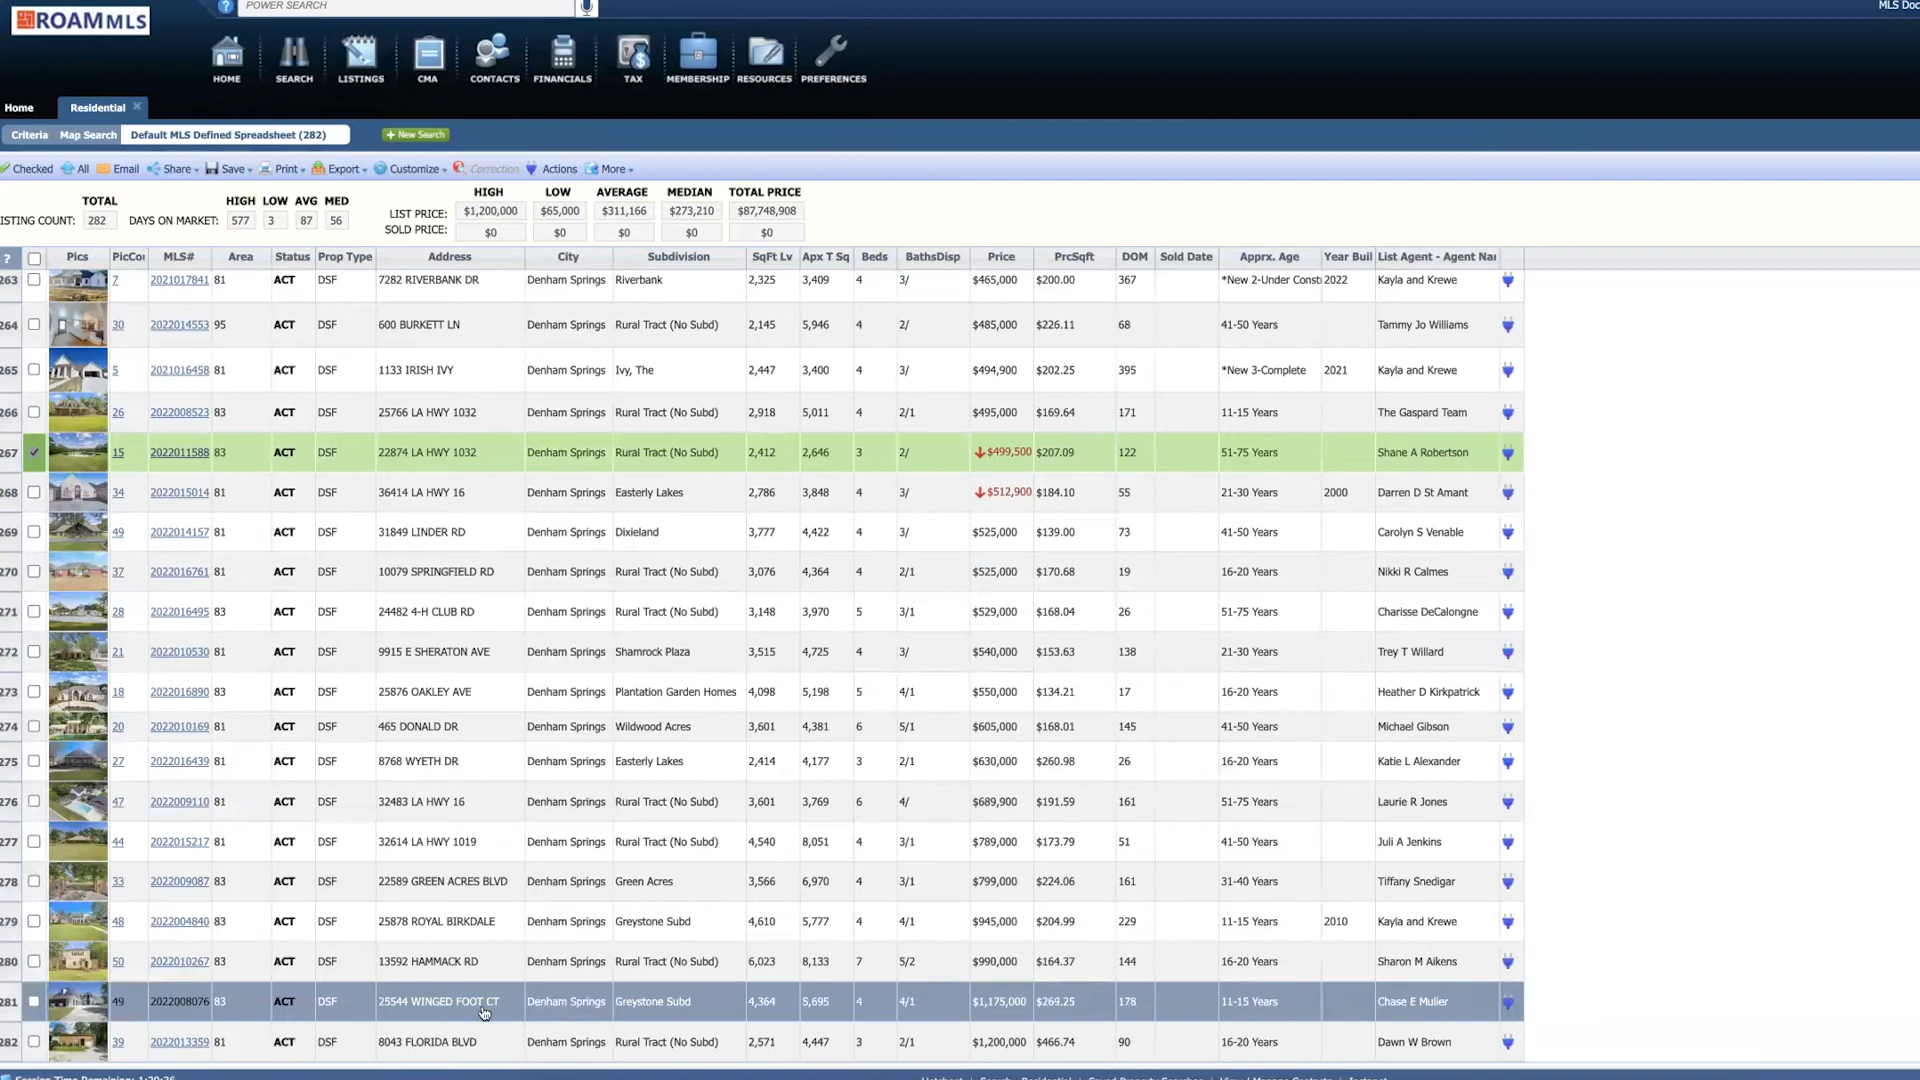 ROAMMLS
? POWER SEARCH
MLS Doc
HOME SEARCH LISTINGS CMA CONTACTS FINANCIALS TAX MEMBERSHIP RESOURCES PREFERENCES
Home Residential
Criteria Map Search Default MLS Defined Spreadsheet (282) + New Search
Checked All Email Share Save Print Export Customize Correction Actions More
TOTAL HIGH LOW AVG MED HIGH LOW AVERAGE MEDIAN TOTAL PRICE
ISTING COUNT: 282 DAYS ON MARKET: 577 3 87 56 LIST PRICE: $1,200,000 $65,000 $311,166 $273,210 $87,748,908
SOLD PRICE: $0 $0 $0 $0 $0
? Pics PicCou MLS# Area Status Prop Type Address City Subdivision SqFt Lv Apx T Sq Beds BathsDisp Price PrcSqft DOM Sold Date Apprx. Age Year Buil List Agent - Agent Nar
263 7 2021017841 81 ACT DSF 7282 RIVERBANK DR Denham Springs Riverbank 2,325 3,409 4 3/ $465,000 $200.00 367 *New 2-Under Const 2022 Kayla and Krewe
264 30 2022014553 95 ACT DSF 600 BURKETT LN Denham Springs Rural Tract (No Subd) 2,145 5,946 4 2/ $485,000 $226.11 68 41-50 Years Tammy Jo Williams
265 5 2021016458 81 ACT DSF 1133 IRISH IVY Denham Springs Ivy, The 2,447 3,400 4 3/ $494,900 $202.25 395 *New 3-Complete 2021 Kayla and Krewe
266 26 2022008523 83 ACT DSF 25766 LA HWY 1032 Denham Springs Rural Tract (No Subd) 2,918 5,011 4 2/1 $495,000 $169.64 171 11-15 Years The Gaspard Team
267 15 2022011588 83 ACT DSF 22874 LA HWY 1032 Denham Springs Rural Tract (No Subd) 2,412 2,646 3 2/ $499,500 $207.09 122 51-75 Years Shane A Robertson
268 34 2022015014 81 ACT DSF 36414 LA HWY 16 Denham Springs Easterly Lakes 2,786 3,848 4 3/ $512,900 $184.10 55 21-30 Years 2000 Darren D St Amant
269 49 2022014157 81 ACT DSF 31849 LINDER RD Denham Springs Dixieland 3,777 4,422 4 3/ $525,000 $139.00 73 41-50 Years Carolyn S Venable
270 37 2022016761 81 ACT DSF 10079 SPRINGFIELD RD Denham Springs Rural Tract (No Subd) 3,076 4,364 4 2/1 $525,000 $170.68 19 16-20 Years Nikki R Calmes
271 28 2022016495 83 ACT DSF 24482 4-H CLUB RD Denham Springs Rural Tract (No Subd) 3,148 3,970 5 3/1 $529,000 $168.04 26 51-75 Years Charisse DeCalongne
272 21 2022010530 81 ACT DSF 9915 E SHERATON AVE Denham Springs Shamrock Plaza 3,515 4,725 4 3/ $540,000 $153.63 138 21-30 Years Trey T Willard
273 18 2022016890 83 ACT DSF 25876 OAKLEY AVE Denham Springs Plantation Garden Homes 4,098 5,198 5 4/1 $550,000 $134.21 17 16-20 Years Heather D Kirkpatrick
274 20 2022010169 81 ACT DSF 465 DONALD DR Denham Springs Wildwood Acres 3,601 4,381 6 5/1 $605,000 $168.01 145 41-50 Years Michael Gibson
275 27 2022016439 81 ACT DSF 8768 WYETH DR Denham Springs Easterly Lakes 2,414 4,177 3 2/1 $630,000 $260.98 26 16-20 Years Katie L Alexander
276 47 2022009110 81 ACT DSF 32483 LA HWY 16 Denham Springs Rural Tract (No Subd) 3,601 3,769 6 4/ $689,900 $191.59 161 51-75 Years Laurie R Jones
277 44 2022015217 81 ACT DSF 32614 LA HWY 1019 Denham Springs Rural Tract (No Subd) 4,540 8,051 4 3/1 $789,000 $173.79 51 41-50 Years Juli A Jenkins
278 33 2022009087 83 ACT DSF 22589 GREEN ACRES BLVD Denham Springs Green Acres 3,566 6,970 4 3/1 $799,000 $224.06 161 31-40 Years Tiffany Snedigar
279 48 2022004840 83 ACT DSF 25878 ROYAL BIRKDALE Denham Springs Greystone Subd 4,610 5,777 4 4/1 $945,000 $204.99 229 11-15 Years 2010 Kayla and Krewe
280 50 2022010267 83 ACT DSF 13592 HAMMACK RD Denham Springs Rural Tract (No Subd) 6,023 8,133 7 5/2 $990,000 $164.37 144 16-20 Years Sharon M Aikens
281 49 2022008076 83 ACT DSF 25544 WINGED FOOT CT Denham Springs Greystone Subd 4,364 5,695 4 4/1 $1,175,000 $269.25 178 11-15 Years Chase E Mulier
282 39 2022013359 81 ACT DSF 8043 FLORIDA BLVD Denham Springs Rural Tract (No Subd) 2,571 4,447 3 2/1 $1,200,000 $466.74 90 16-20 Years Dawn W Brown